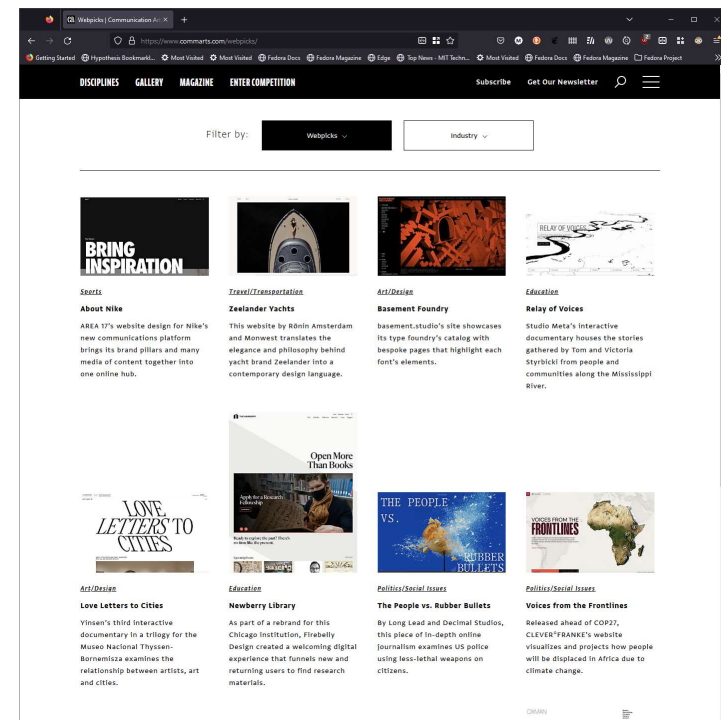 Webpicks | Communication Art
https://www.commarts.com/webpicks/
Getting Started Hypothesis Bookmarkl... Most Visited Most Visited Fedora Docs Fedora Magazine Edge Top News - MIT Techn... Most Visited Fedora Docs Fedora Magazine Fedora Project
DISCIPLINES GALLERY MAGAZINE ENTER COMPETITION Subscribe Get Our Newsletter
Filter by: Webpicks Industry
BRING
INSPIRATION
RELAY OF VOICES
Sports
About Nike
AREA 17's website design for Nike's
new communications platform
brings its brand pillars and many
media of content together into
one online hub.
Travel/Transportation
Zeelander Yachts
This website by Rōnin Amsterdam
and Monwest translates the
elegance and philosophy behind
yacht brand Zeelander into a
contemporary design language.
Art/Design
Basement Foundry
basement.studio's site showcases
its type foundry's catalog with
bespoke pages that highlight each
font's elements.
Education
Relay of Voices
Studio Meta's interactive
documentary houses the stories
gathered by Tom and Victoria
Styrbicki from people and
communities along the Mississippi
River.
LOVE
LETTERS TO
CITIES
Art/Design
Love Letters to Cities
Yinsen's third interactive
documentary in a trilogy for the
Museo Nacional Thyssen-
Bornemisza examines the
relationship between artists, art
and cities.
Open More
Than Books
Apply for a Research
Fellowship
Education
Newberry Library
As part of a rebrand for this
Chicago institution, Firebelly
Design created a welcoming digital
experience that funnels new and
returning users to find research
materials.
THE PEOPLE
VS.
RUBBER
BULLETS
Politics/Social Issues
The People vs. Rubber Bullets
By Long Lead and Decimal Studios,
this piece of in-depth online
journalism examines US police
using less-lethal weapons on
citizens.
VOICES FROM THE
FRONTLINES
Politics/Social Issues
Voices from the Frontlines
Released ahead of COP27,
CLEVER°FRANKE's website
visualizes and projects how people
will be displaced in Africa due to
climate change.